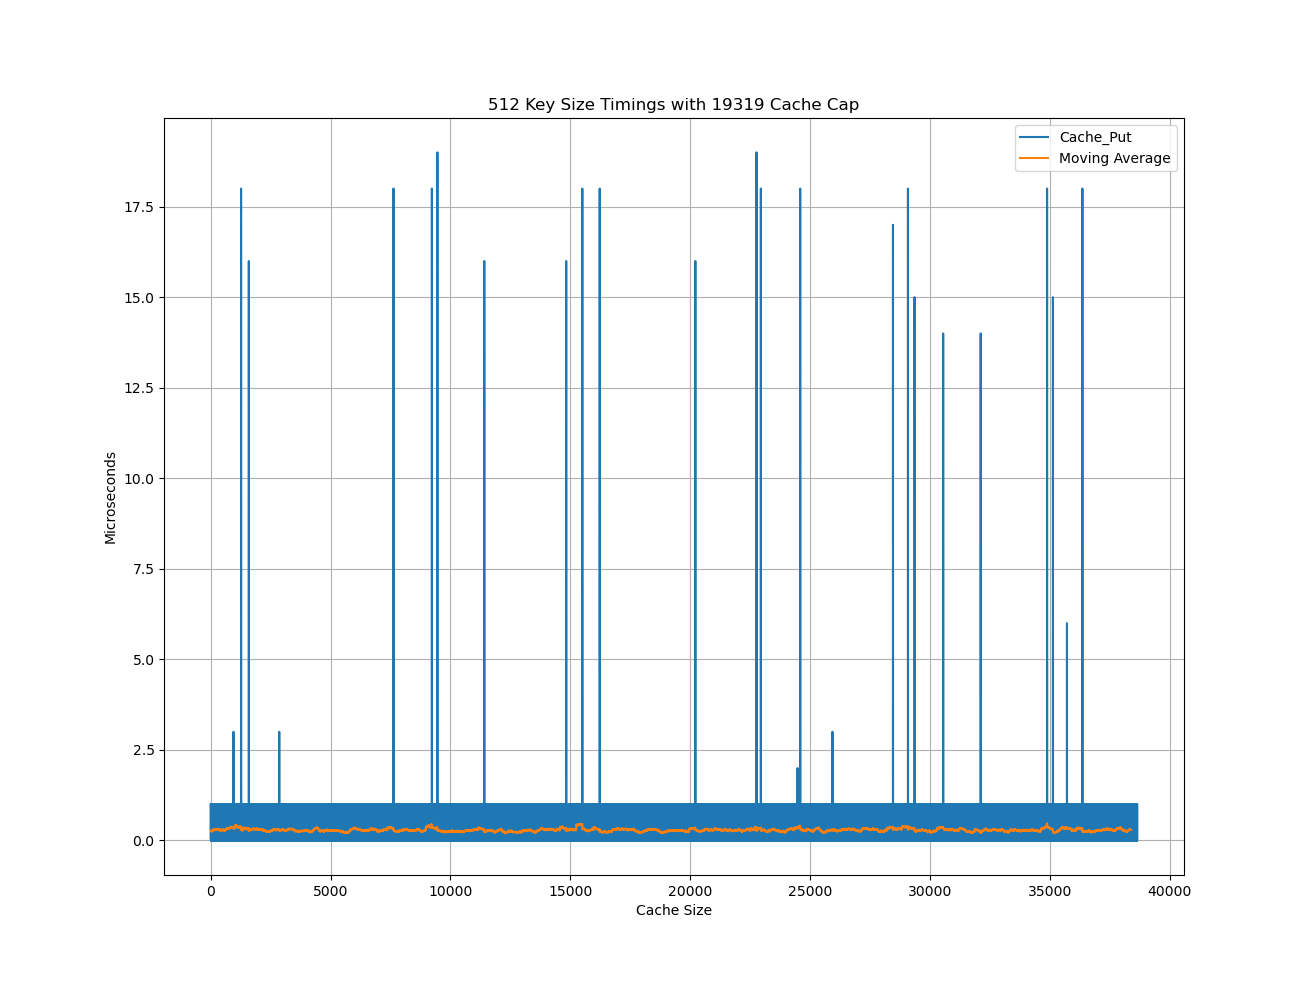 512 Key Size Timings with 19319 Cache Cap
Cache_Put
Moving Average
17.5
15.0
12.5
10.0
7.5
5.0
2.5
0.0
Microseconds
0 5000 10000 15000 20000 25000 30000 35000 40000
Cache Size